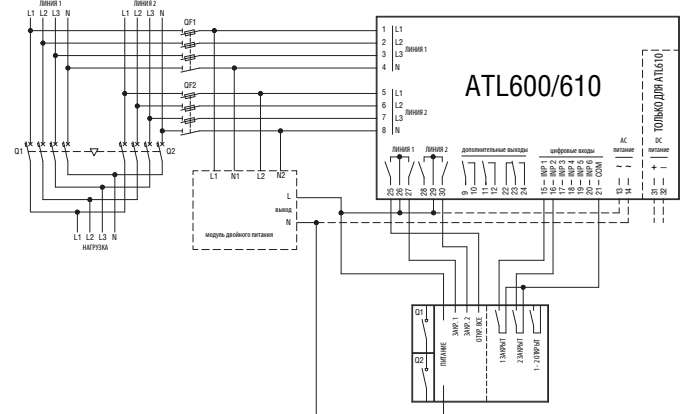 ЛИНИЯ 1
ЛИНИЯ 2
L1 L2 L3 N
L1 L2 L3 N
QF1
QF2
Q1
Q2
L1 L2 L3 N
НАГРУЗКА
1 L1
2 L2
3 L3
4 N
ЛИНИЯ 1
5 L1
6 L2
7 L3
8 N
ЛИНИЯ 2
ATL600/610
ТОЛЬКО ДЛЯ ATL610
ЛИНИЯ 1
ЛИНИЯ 2
дополнительные выходы
цифровые входы
AC
питание
~ ~
DC
питание
+ –
25
26
27
28
29
30
9
10
11
12
22
23
24
15 – INP 1
16 – INP 2
17 – INP 3
18 – INP 4
19 – INP 5
20 – INP 6
21 – COM
13
14
31
32
L1 N1 L2 N2
L
выход
N
модуль двойного питания
Q1
Q2
ПИТАНИЕ
ЗАКР. 1
ЗАКР. 2
ОТКР. ВСЕ
1 ЗАКРЫТ
2 ЗАКРЫТ
1 - 2 ОТКРЫТ